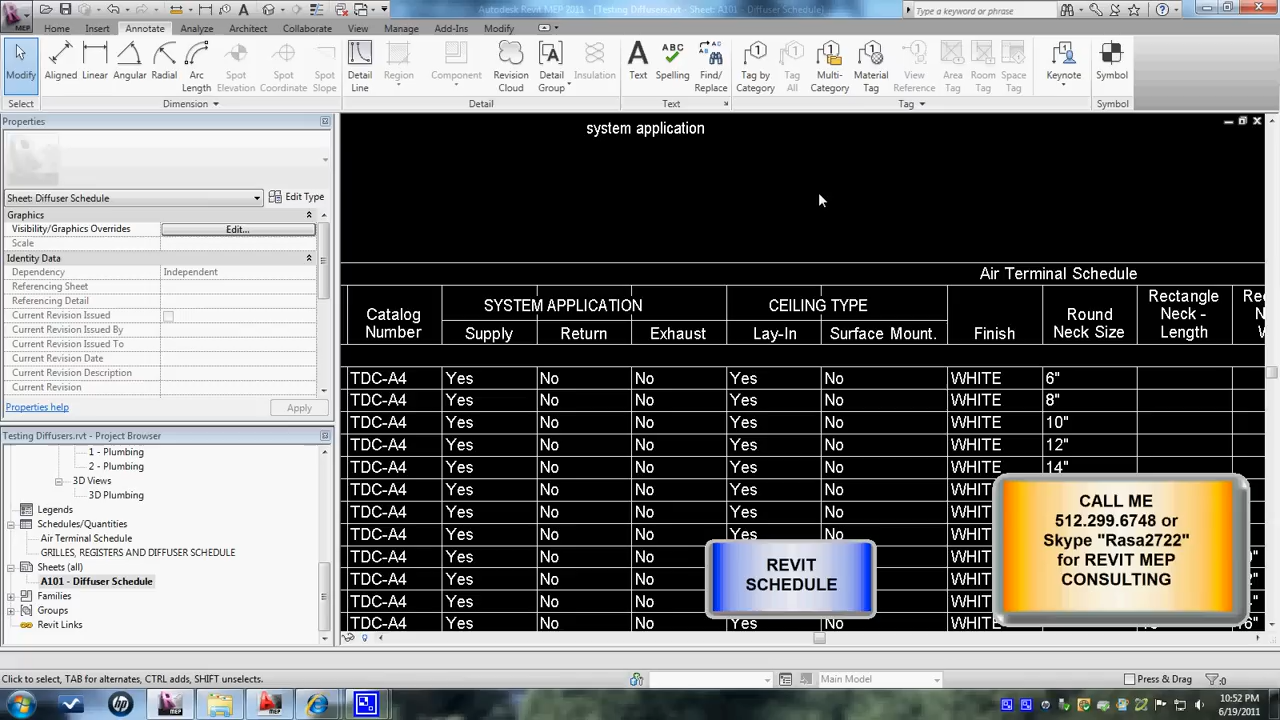 Autodesk Revit MEP 2011 - [Testing Diffusers.rvt - Sheet: A101 - Diffuser Schedule]
Type a keyword or phrase
MEP
Home Insert Annotate Analyze Architect Collaborate View Manage Add-Ins Modify
Modify Aligned Linear Angular Radial Arc Length Spot Elevation Spot Coordinate Spot Slope Detail Line Region Component Revision Cloud Detail Group Insulation Text Spelling Find/ Replace Tag by Category Tag All Multi- Category Material Tag View Reference Area Tag Room Tag Space Tag Keynote Symbol
Select Dimension Detail Text Tag Symbol
Properties
Sheet: Diffuser Schedule Edit Type
Graphics
Visibility/Graphics Overrides Edit...
Scale
Identity Data
Dependency Independent
Referencing Sheet
Referencing Detail
Current Revision Issued
Current Revision Issued By
Current Revision Issued To
Current Revision Date
Current Revision Description
Current Revision
Properties help Apply
Testing Diffusers.rvt - Project Browser
1 - Plumbing
2 - Plumbing
3D Views
3D Plumbing
Legends
Schedules/Quantities
Air Terminal Schedule
GRILLES, REGISTERS AND DIFFUSER SCHEDULE
Sheets (all)
A101 - Diffuser Schedule
Families
Groups
Revit Links
system application
Air Terminal Schedule
Catalog Number SYSTEM APPLICATION CEILING TYPE Finish Round Neck Size Rectangle Neck - Length
Supply Return Exhaust Lay-In Surface Mount.
TDC-A4 Yes No No Yes No WHITE 6"
TDC-A4 Yes No No Yes No WHITE 8"
TDC-A4 Yes No No Yes No WHITE 10"
TDC-A4 Yes No No Yes No WHITE 12"
TDC-A4 Yes No No Yes No WHITE 14"
TDC-A4 Yes No No Yes No
TDC-A4 Yes No No Yes No
TDC-A4 Yes No No Yes No
TDC-A4 Yes No
TDC-A4 Yes No
TDC-A4 Yes No
TDC-A4 Yes No No Yes No
REVIT
SCHEDULE
CALL ME
512.299.6748 or
Skype "Rasa2722"
for REVIT MEP
CONSULTING
Click to select, TAB for alternates, CTRL adds, SHIFT unselects.
Main Model
Press & Drag
:0
10:52 PM
6/19/2011